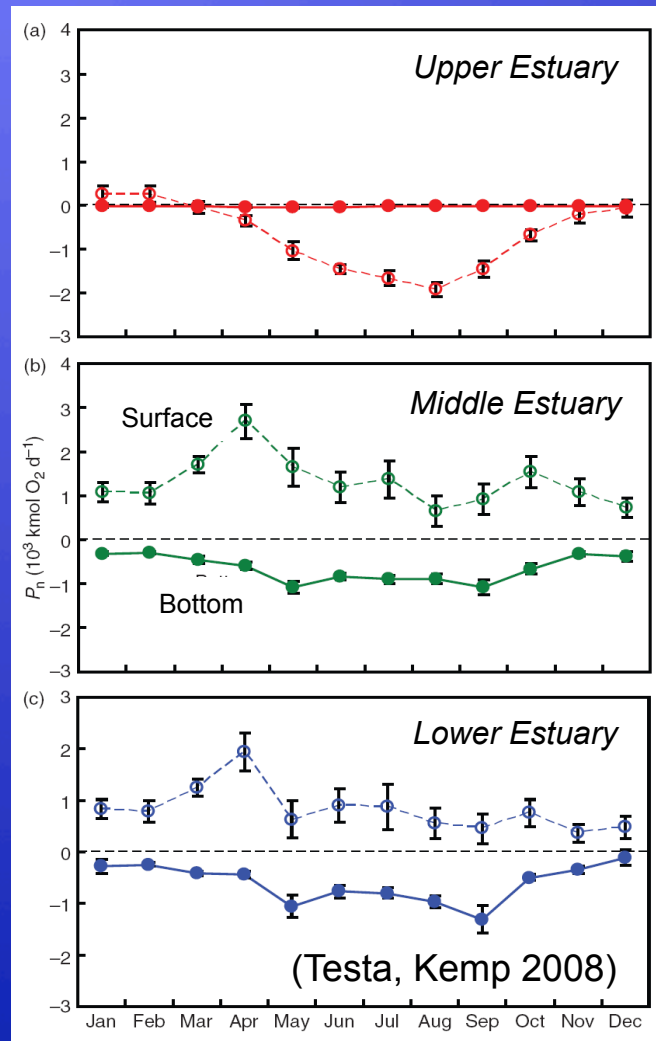 (a)
Upper Estuary
4
3
2
1
0
−1
−2
−3
(b)
Middle Estuary
Surface
Bottom
4
3
2
1
0
−1
−2
−3
Pn (10³ kmol O₂ d⁻¹)
(c)
Lower Estuary
3
2
1
0
−1
−2
−3
(Testa, Kemp 2008)
Jan Feb Mar Apr May Jun Jul Aug Sep Oct Nov Dec